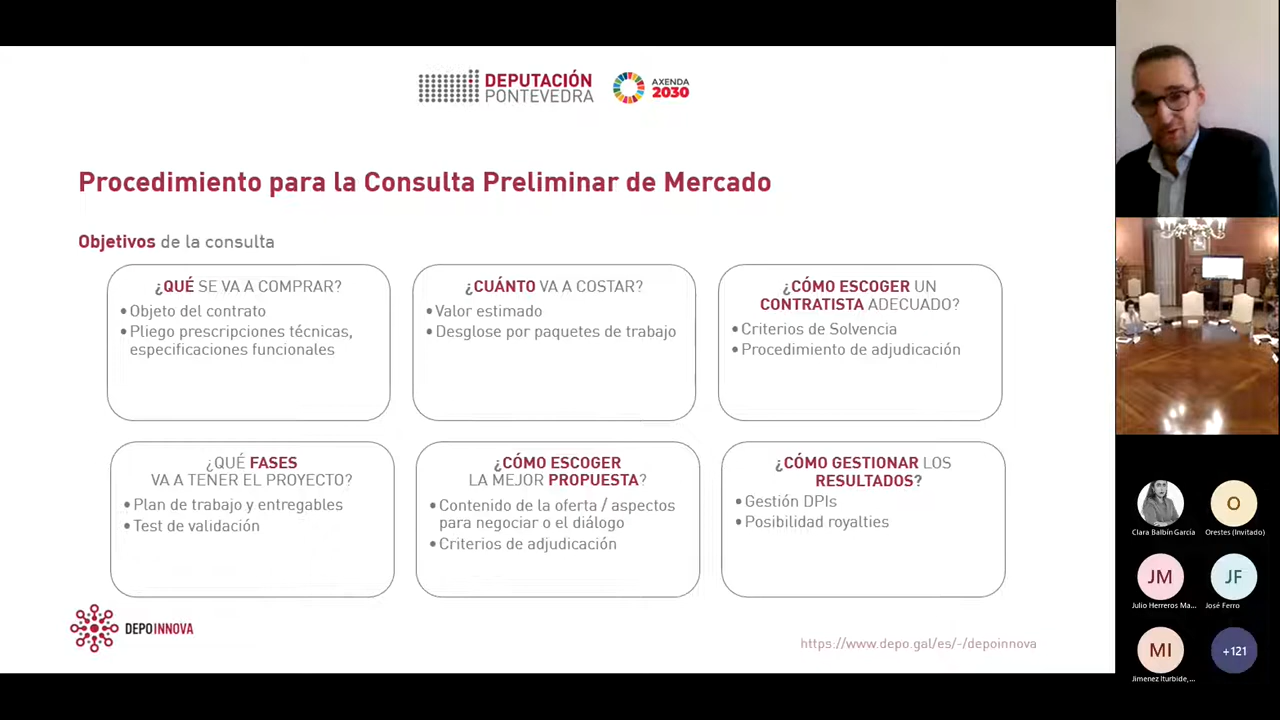 DEPUTACIÓN
PONTEVEDRA
AXENDA
2030
Procedimiento para la Consulta Preliminar de Mercado
Objetivos de la consulta
¿QUÉ SE VA A COMPRAR?
• Objeto del contrato
• Pliego prescripciones técnicas,
especificaciones funcionales
¿CUÁNTO VA A COSTAR?
• Valor estimado
• Desglose por paquetes de trabajo
¿CÓMO ESCOGER UN
CONTRATISTA ADECUADO?
• Criterios de Solvencia
• Procedimiento de adjudicación
¿QUÉ FASES
VA A TENER EL PROYECTO?
• Plan de trabajo y entregables
• Test de validación
¿CÓMO ESCOGER
LA MEJOR PROPUESTA?
• Contenido de la oferta / aspectos
para negociar o el diálogo
• Criterios de adjudicación
¿CÓMO GESTIONAR LOS
RESULTADOS?
• Gestión DPIs
• Posibilidad royalties
DEPOINNOVA
https://www.depo.gal/es/-/depoinnova
Clara Balbín García
O
Orestes (Invitado)
JM
Julio Herreros Ma...
JF
José Ferro
MI
Jimenez Iturbide,...
+121